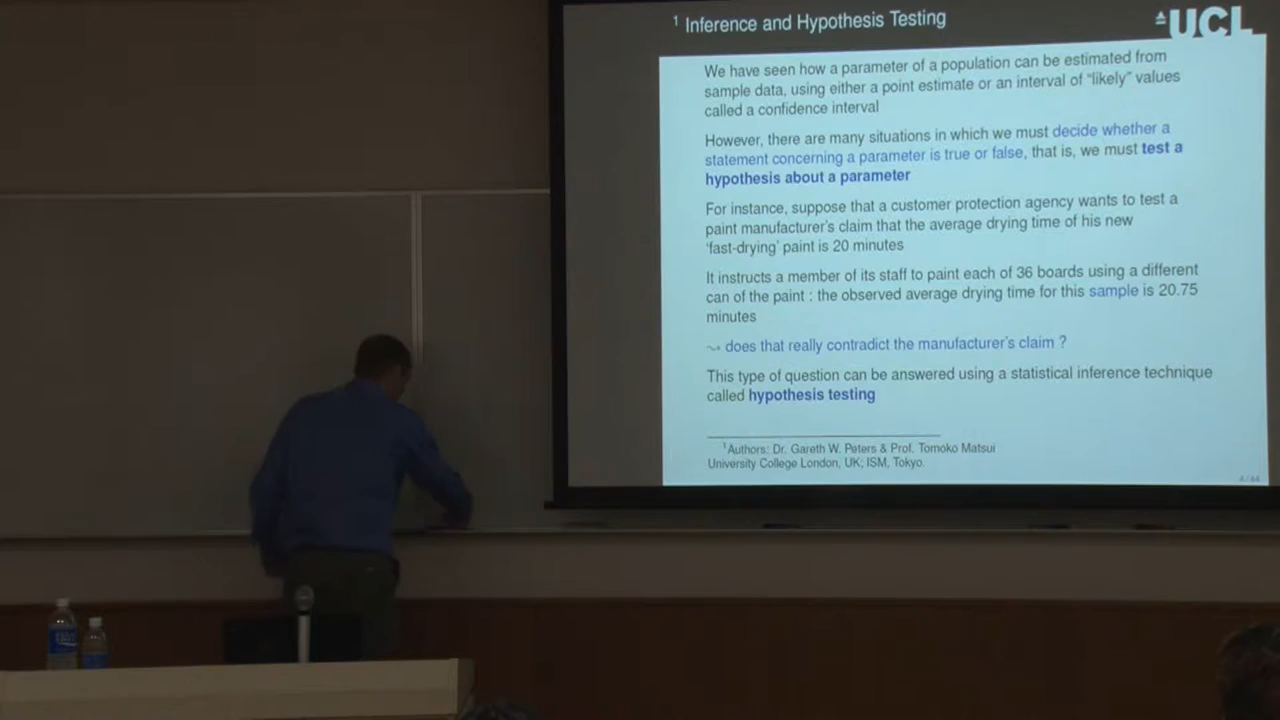 ¹ Inference and Hypothesis Testing
UCL
We have seen how a parameter of a population can be estimated from
sample data, using either a point estimate or an interval of “likely” values
called a confidence interval
However, there are many situations in which we must decide whether a
statement concerning a parameter is true or false, that is, we must test a
hypothesis about a parameter
For instance, suppose that a customer protection agency wants to test a
paint manufacturer's claim that the average drying time of his new
'fast-drying' paint is 20 minutes
It instructs a member of its staff to paint each of 36 boards using a different
can of the paint : the observed average drying time for this sample is 20.75
minutes
⇝ does that really contradict the manufacturer's claim ?
This type of question can be answered using a statistical inference technique
called hypothesis testing
¹Authors: Dr. Gareth W. Peters & Prof. Tomoko Matsui
University College London, UK; ISM, Tokyo.